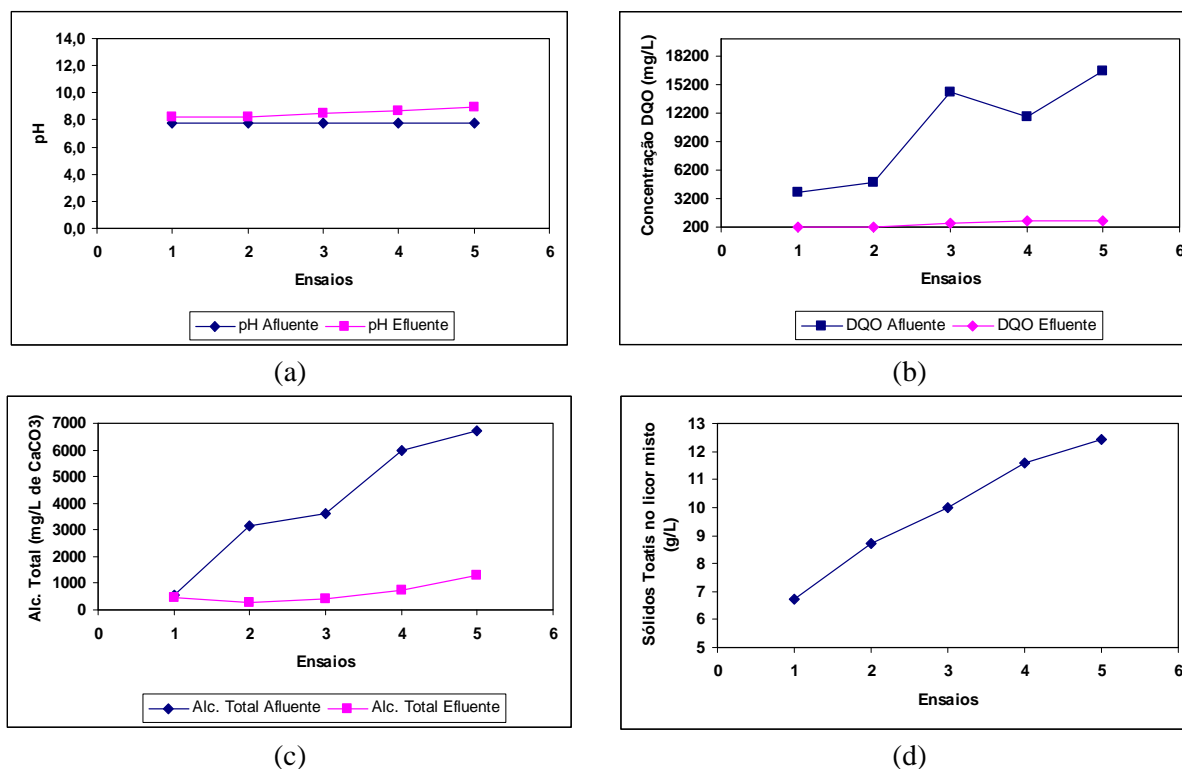 14,0
12,0
10,0
8,0
6,0
4,0
2,0
0,0
pH
0 1 2 3 4 5 6
Ensaios
pH Afluente pH Efluente
(a)
18200
15200
12200
9200
6200
3200
200
Concentração DQO (mg/L)
0 1 2 3 4 5 6
Ensaios
DQO Afluente DQO Efluente
(b)
7000
6000
5000
4000
3000
2000
1000
0
Alc. Total (mg/L de CaCO3)
0 1 2 3 4 5 6
Ensaios
Alc. Total Afluente Alc. Total Efluente
(c)
13
12
11
10
9
8
7
6
5
Sólidos Toatis no licor misto
(g/L)
0 1 2 3 4 5 6
Ensaios
(d)